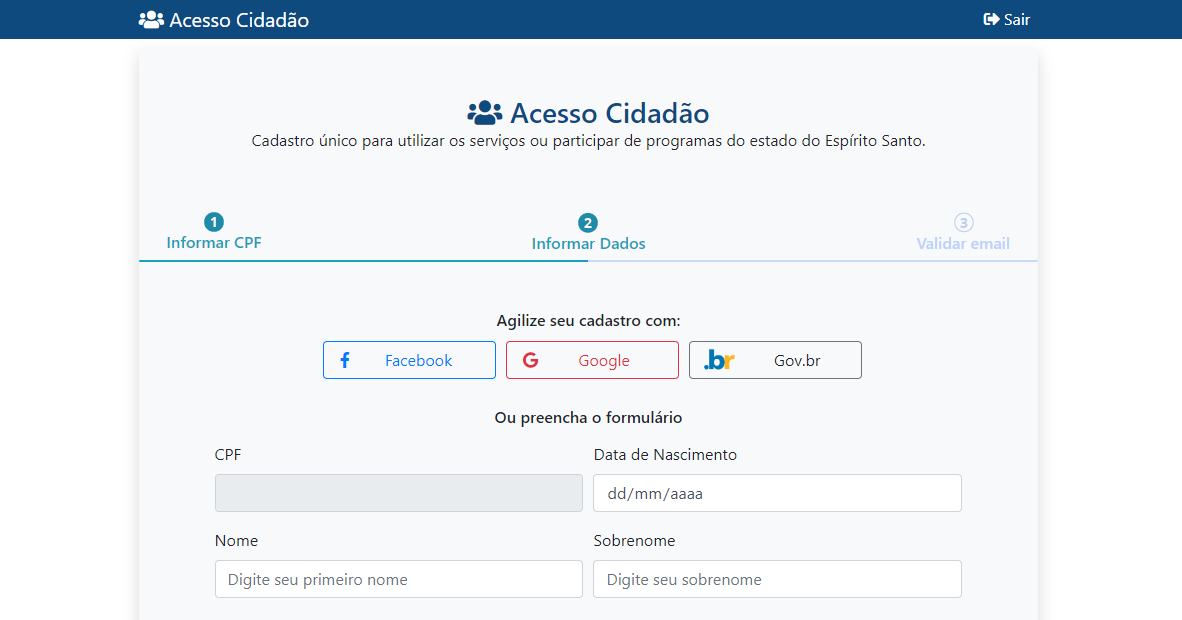 Acesso Cidadão
Sair
Acesso Cidadão
Cadastro único para utilizar os serviços ou participar de programas do estado do Espírito Santo.
1
Informar CPF
2
Informar Dados
3
Validar email
Agilize seu cadastro com:
Facebook
Google
.br Gov.br
Ou preencha o formulário
CPF
Data de Nascimento
dd/mm/aaaa
Nome
Sobrenome
Digite seu primeiro nome
Digite seu sobrenome